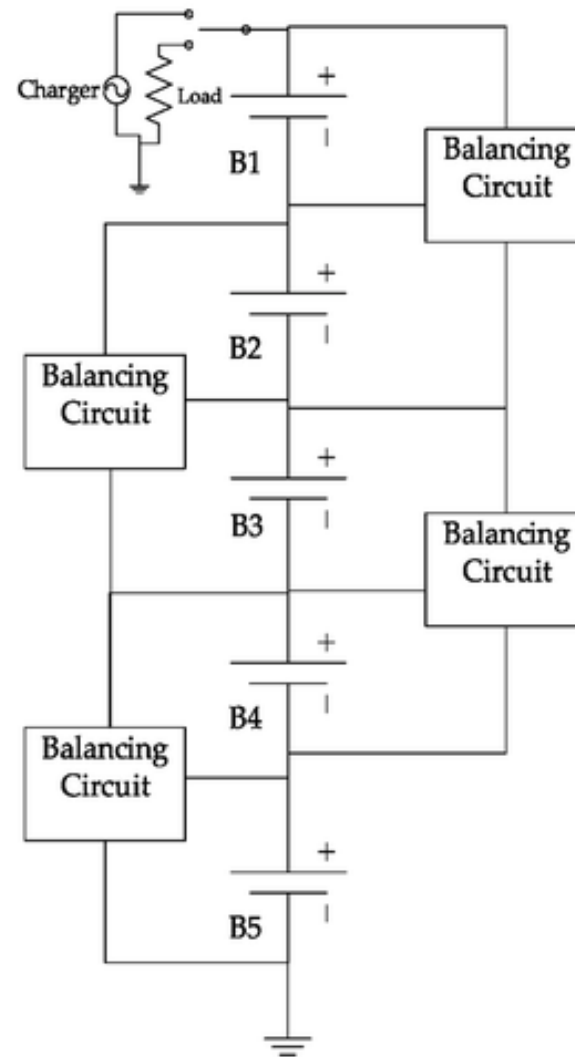 Charger
Load
+
B1
Balancing
Circuit
+
B2
Balancing
Circuit
+
B3
Balancing
Circuit
+
B4
Balancing
Circuit
+
B5